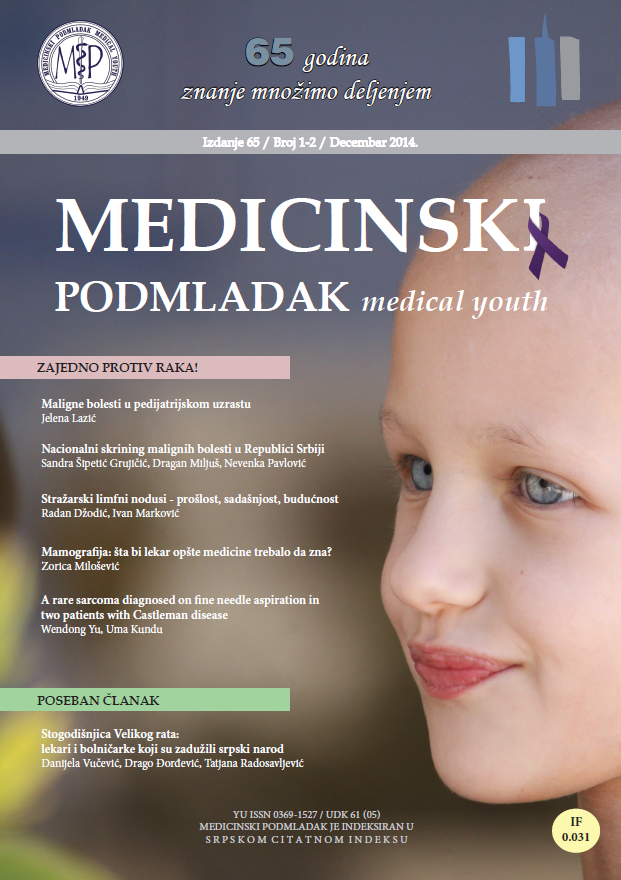 MEDICINSKI PODMLADAK MEDICAL YOUTH
MP
1949
65 godina
znanje množimo deljenjem
Izdanje 65 / Broj 1-2 / Decembar 2014.
MEDICINSKI
PODMLADAK medical youth
ZAJEDNO PROTIV RAKA!
Maligne bolesti u pedijatrijskom uzrastu
Jelena Lazić
Nacionalni skrining malignih bolesti u Republici Srbiji
Sandra Šipetić Grujičić, Dragan Miljuš, Nevenka Pavlović
Stražarski limfni nodusi - prošlost, sadašnjost, budućnost
Radan Džodić, Ivan Marković
Mamografija: šta bi lekar opšte medicine trebalo da zna?
Zorica Milošević
A rare sarcoma diagnosed on fine needle aspiration in
two patients with Castleman disease
Wendong Yu, Uma Kundu
POSEBAN ČLANAK
Stogodišnjica Velikog rata:
lekari i bolničarke koji su zadužili srpski narod
Danijela Vučević, Drago Đorđević, Tatjana Radosavljević
YU ISSN 0369-1527 / UDK 61 (05)
MEDICINSKI PODMLADAK JE INDEKSIRAN U
SRPSKOM CITATNOM INDEKSU
IF
0.031